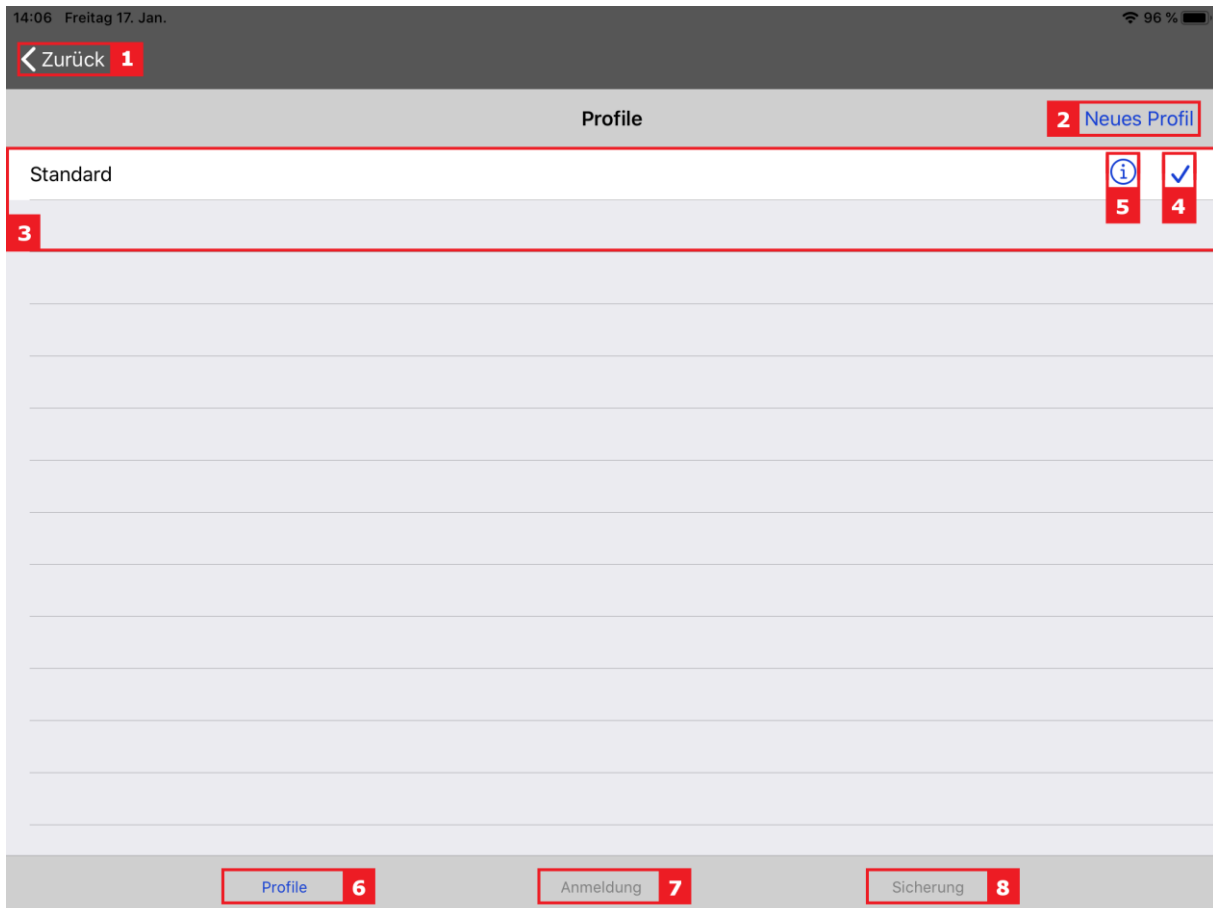 14:06 Freitag 17. Jan. 96 %
Zurück 1
Profile 2 Neues Profil
Standard
5 4
3
Profile 6 Anmeldung 7 Sicherung 8